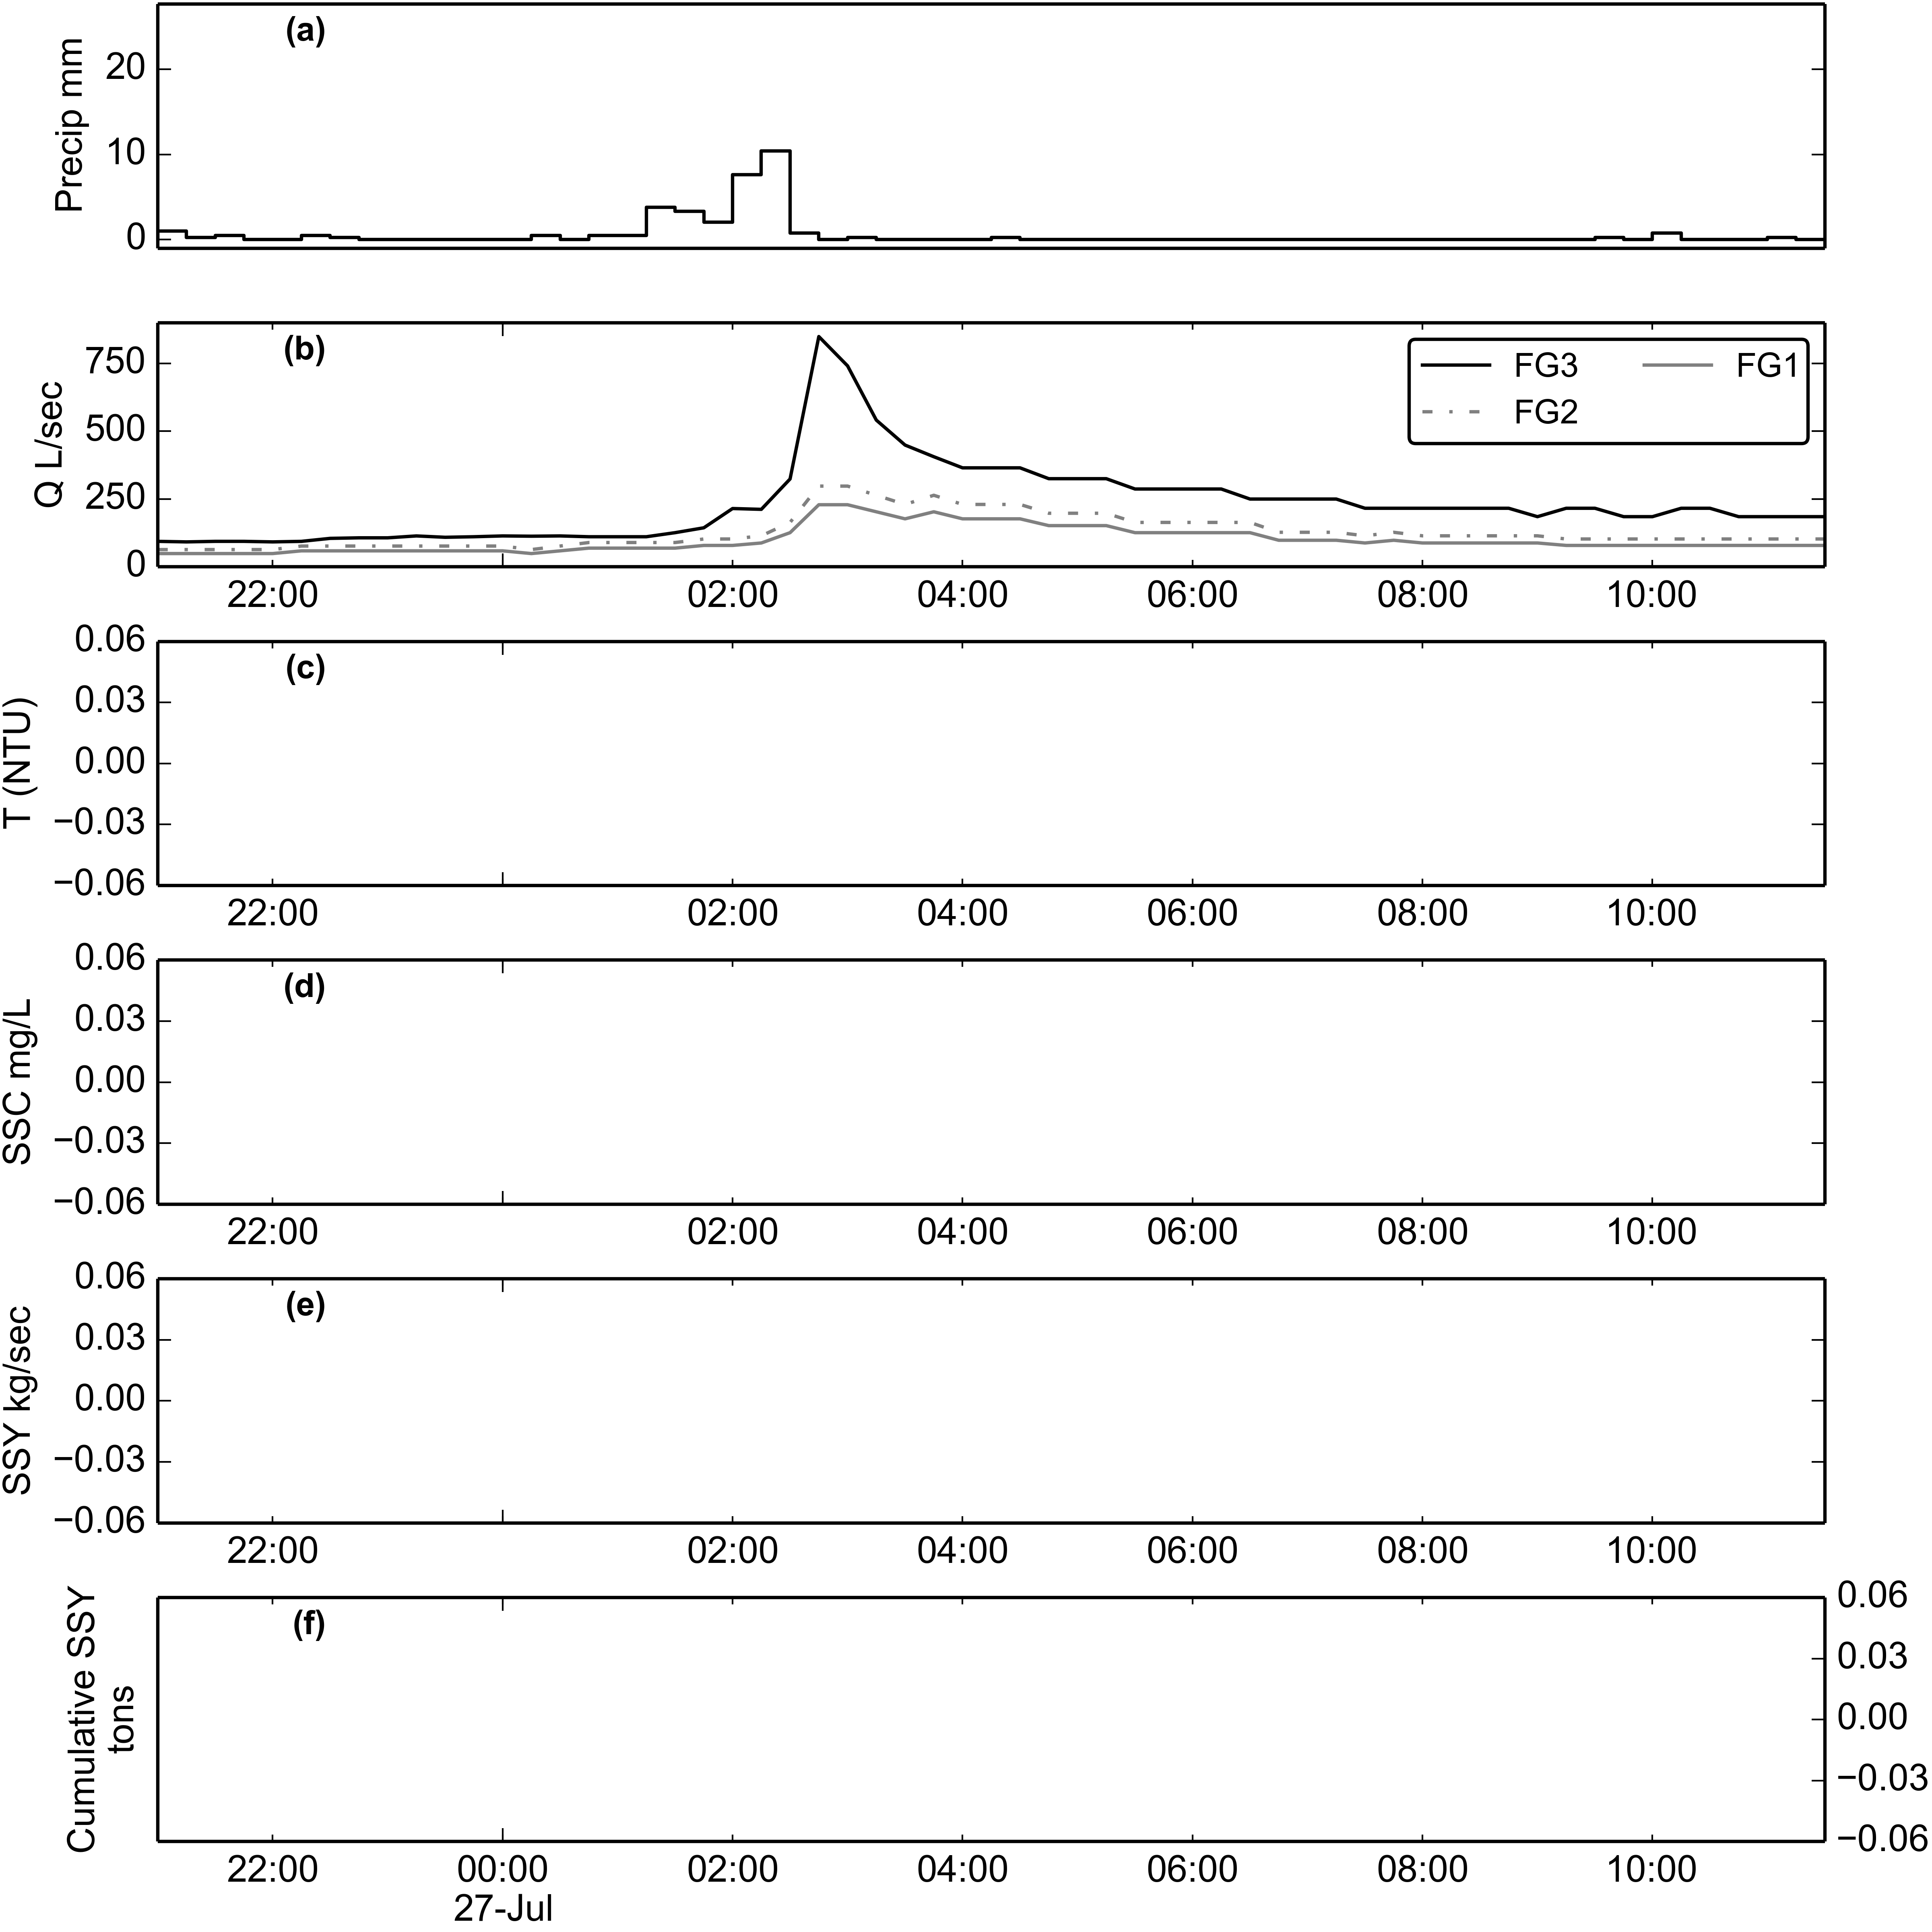 (a)
Precip mm
20
10
0
(b)
Q L/sec
750
500
250
0
FG3 FG1
FG2
22:00 02:00 04:00 06:00 08:00 10:00
(c)
T (NTU)
0.06
0.03
0.00
−0.03
−0.06
22:00 02:00 04:00 06:00 08:00 10:00
(d)
SSC mg/L
0.06
0.03
0.00
−0.03
−0.06
22:00 02:00 04:00 06:00 08:00 10:00
(e)
SSY kg/sec
0.06
0.03
0.00
−0.03
−0.06
22:00 02:00 04:00 06:00 08:00 10:00
(f)
Cumulative SSY
tons
0.06
0.03
0.00
−0.03
−0.06
22:00 00:00 02:00 04:00 06:00 08:00 10:00
27-Jul